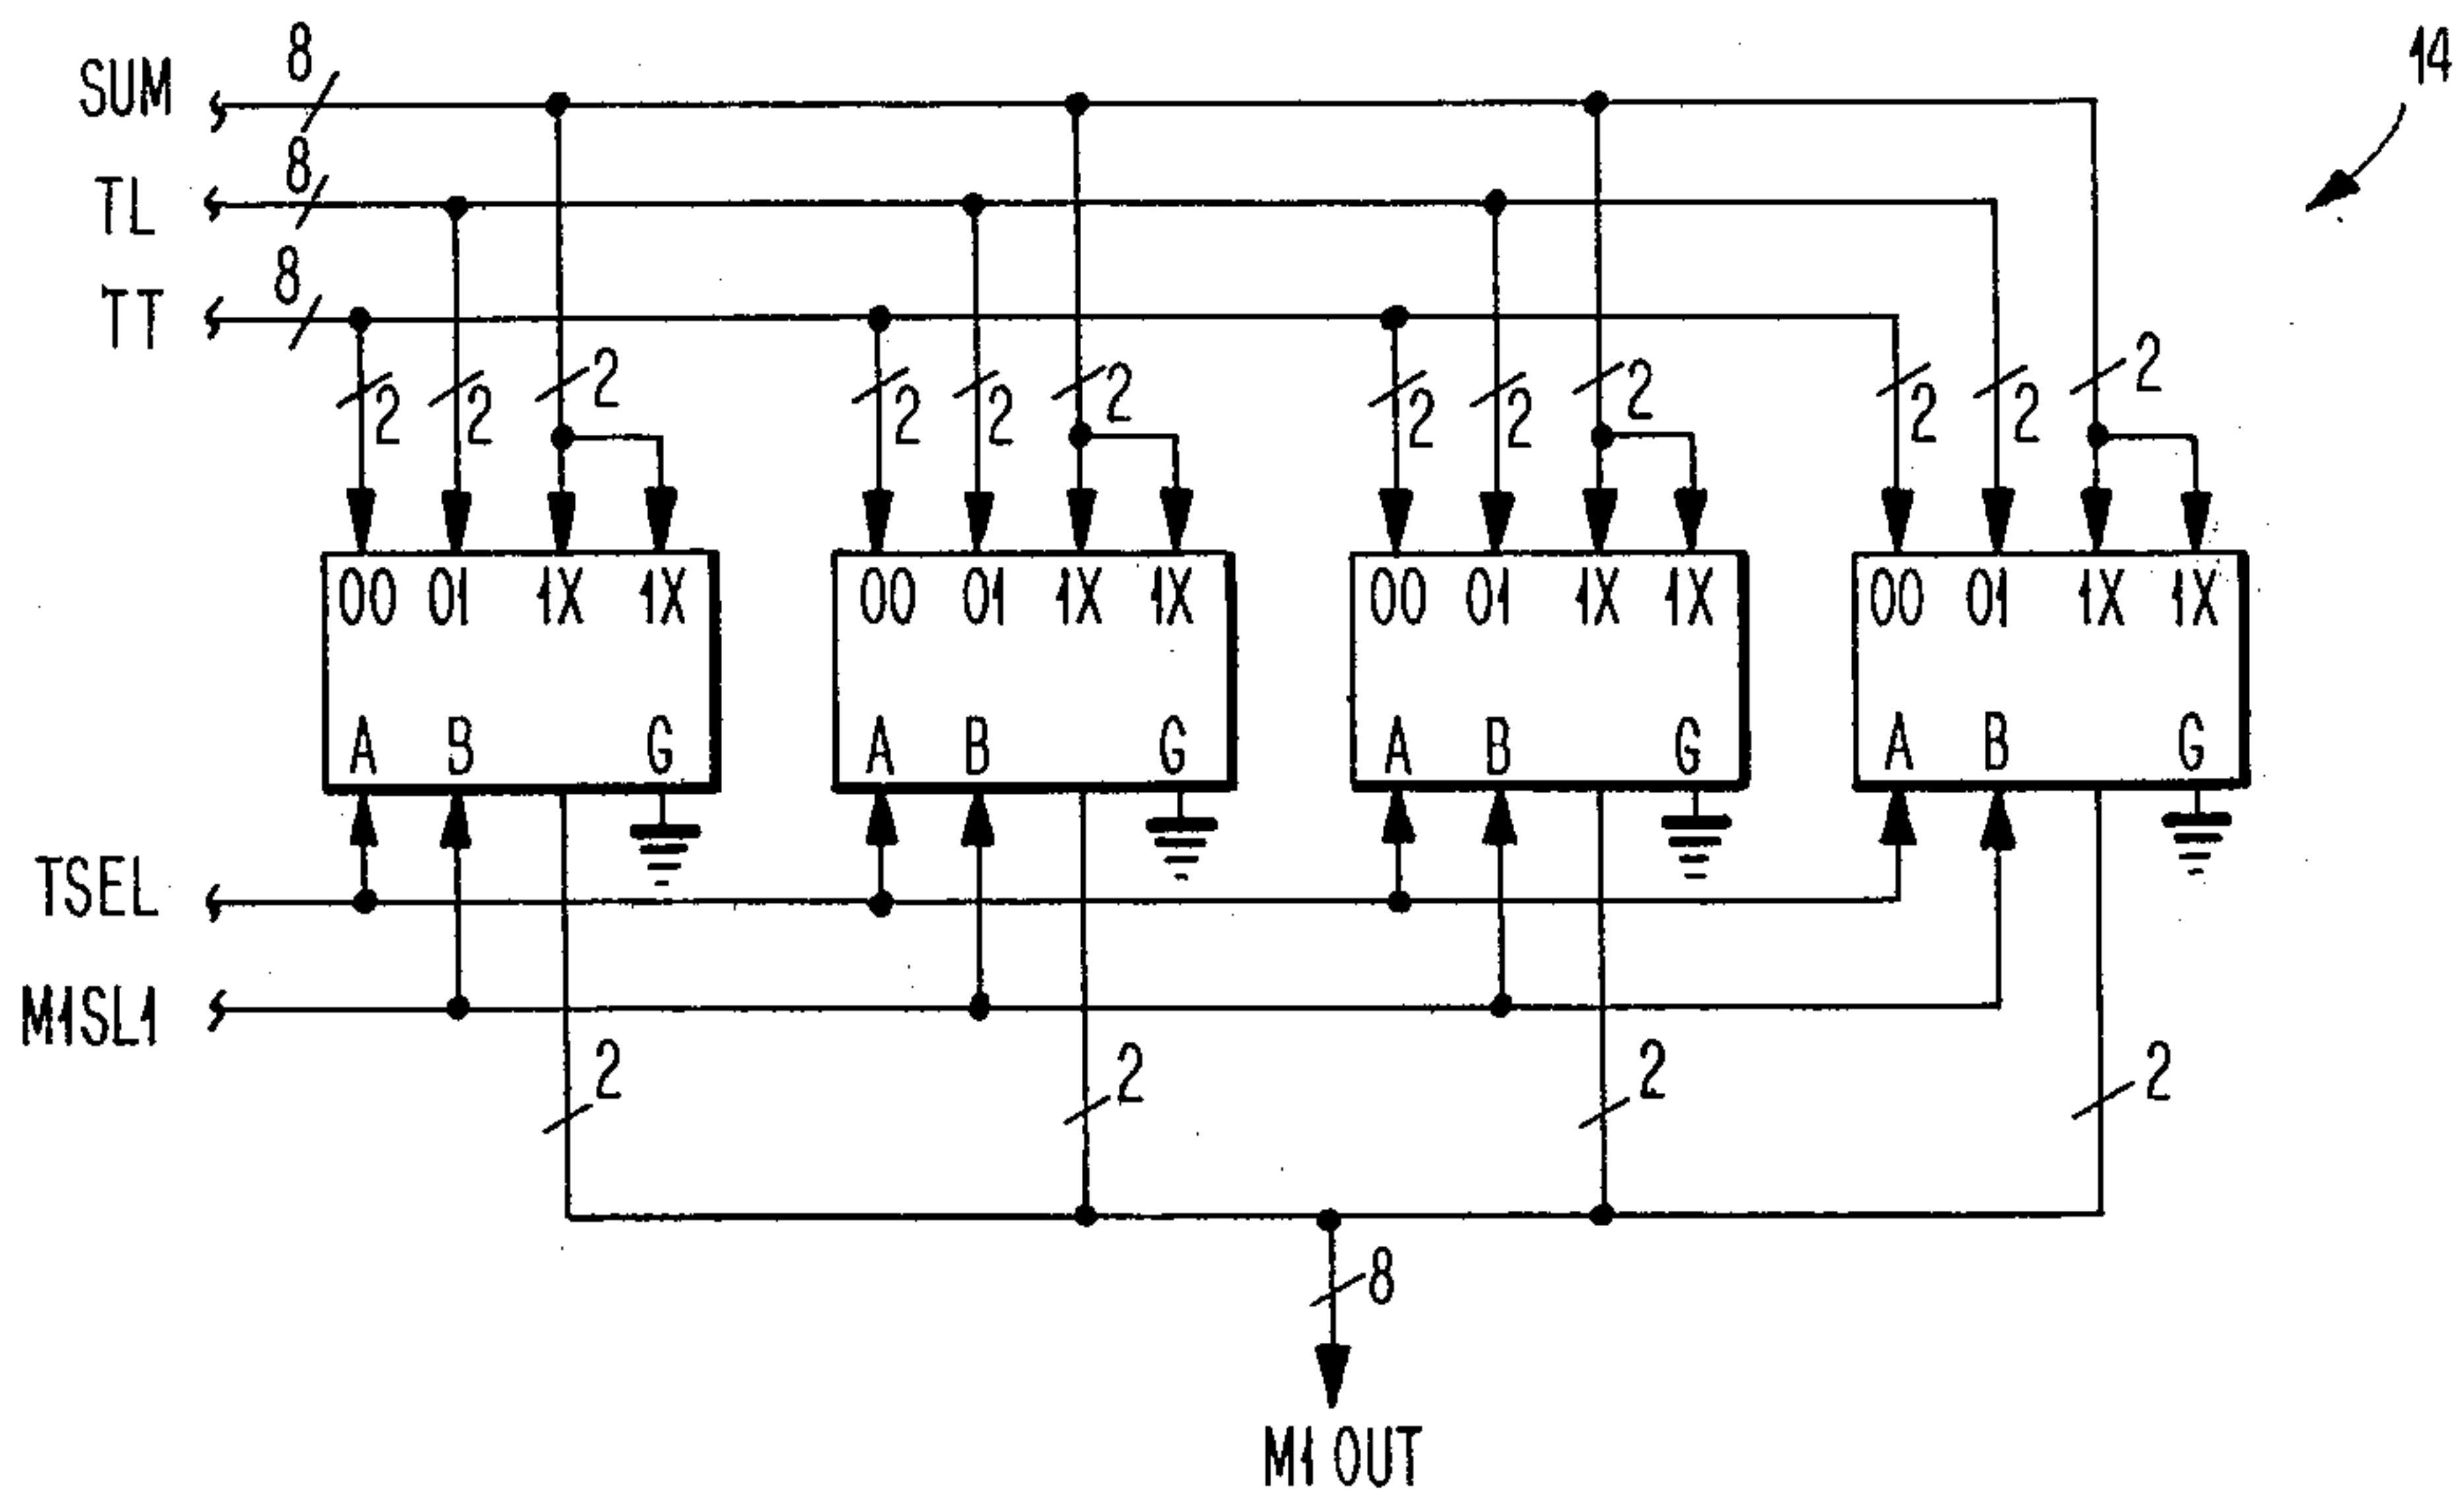 8
SUM
14
8
TL
8
TT
2 2 2 2 2 2 2 2 2 2 2 2
00 01 1X 1X 00 01 1X 1X 00 01 1X 1X 00 01 1X 1X
A B G A B G A B G A B G
TSEL
M1SL1
2 2 2 2
8
M1 OUT